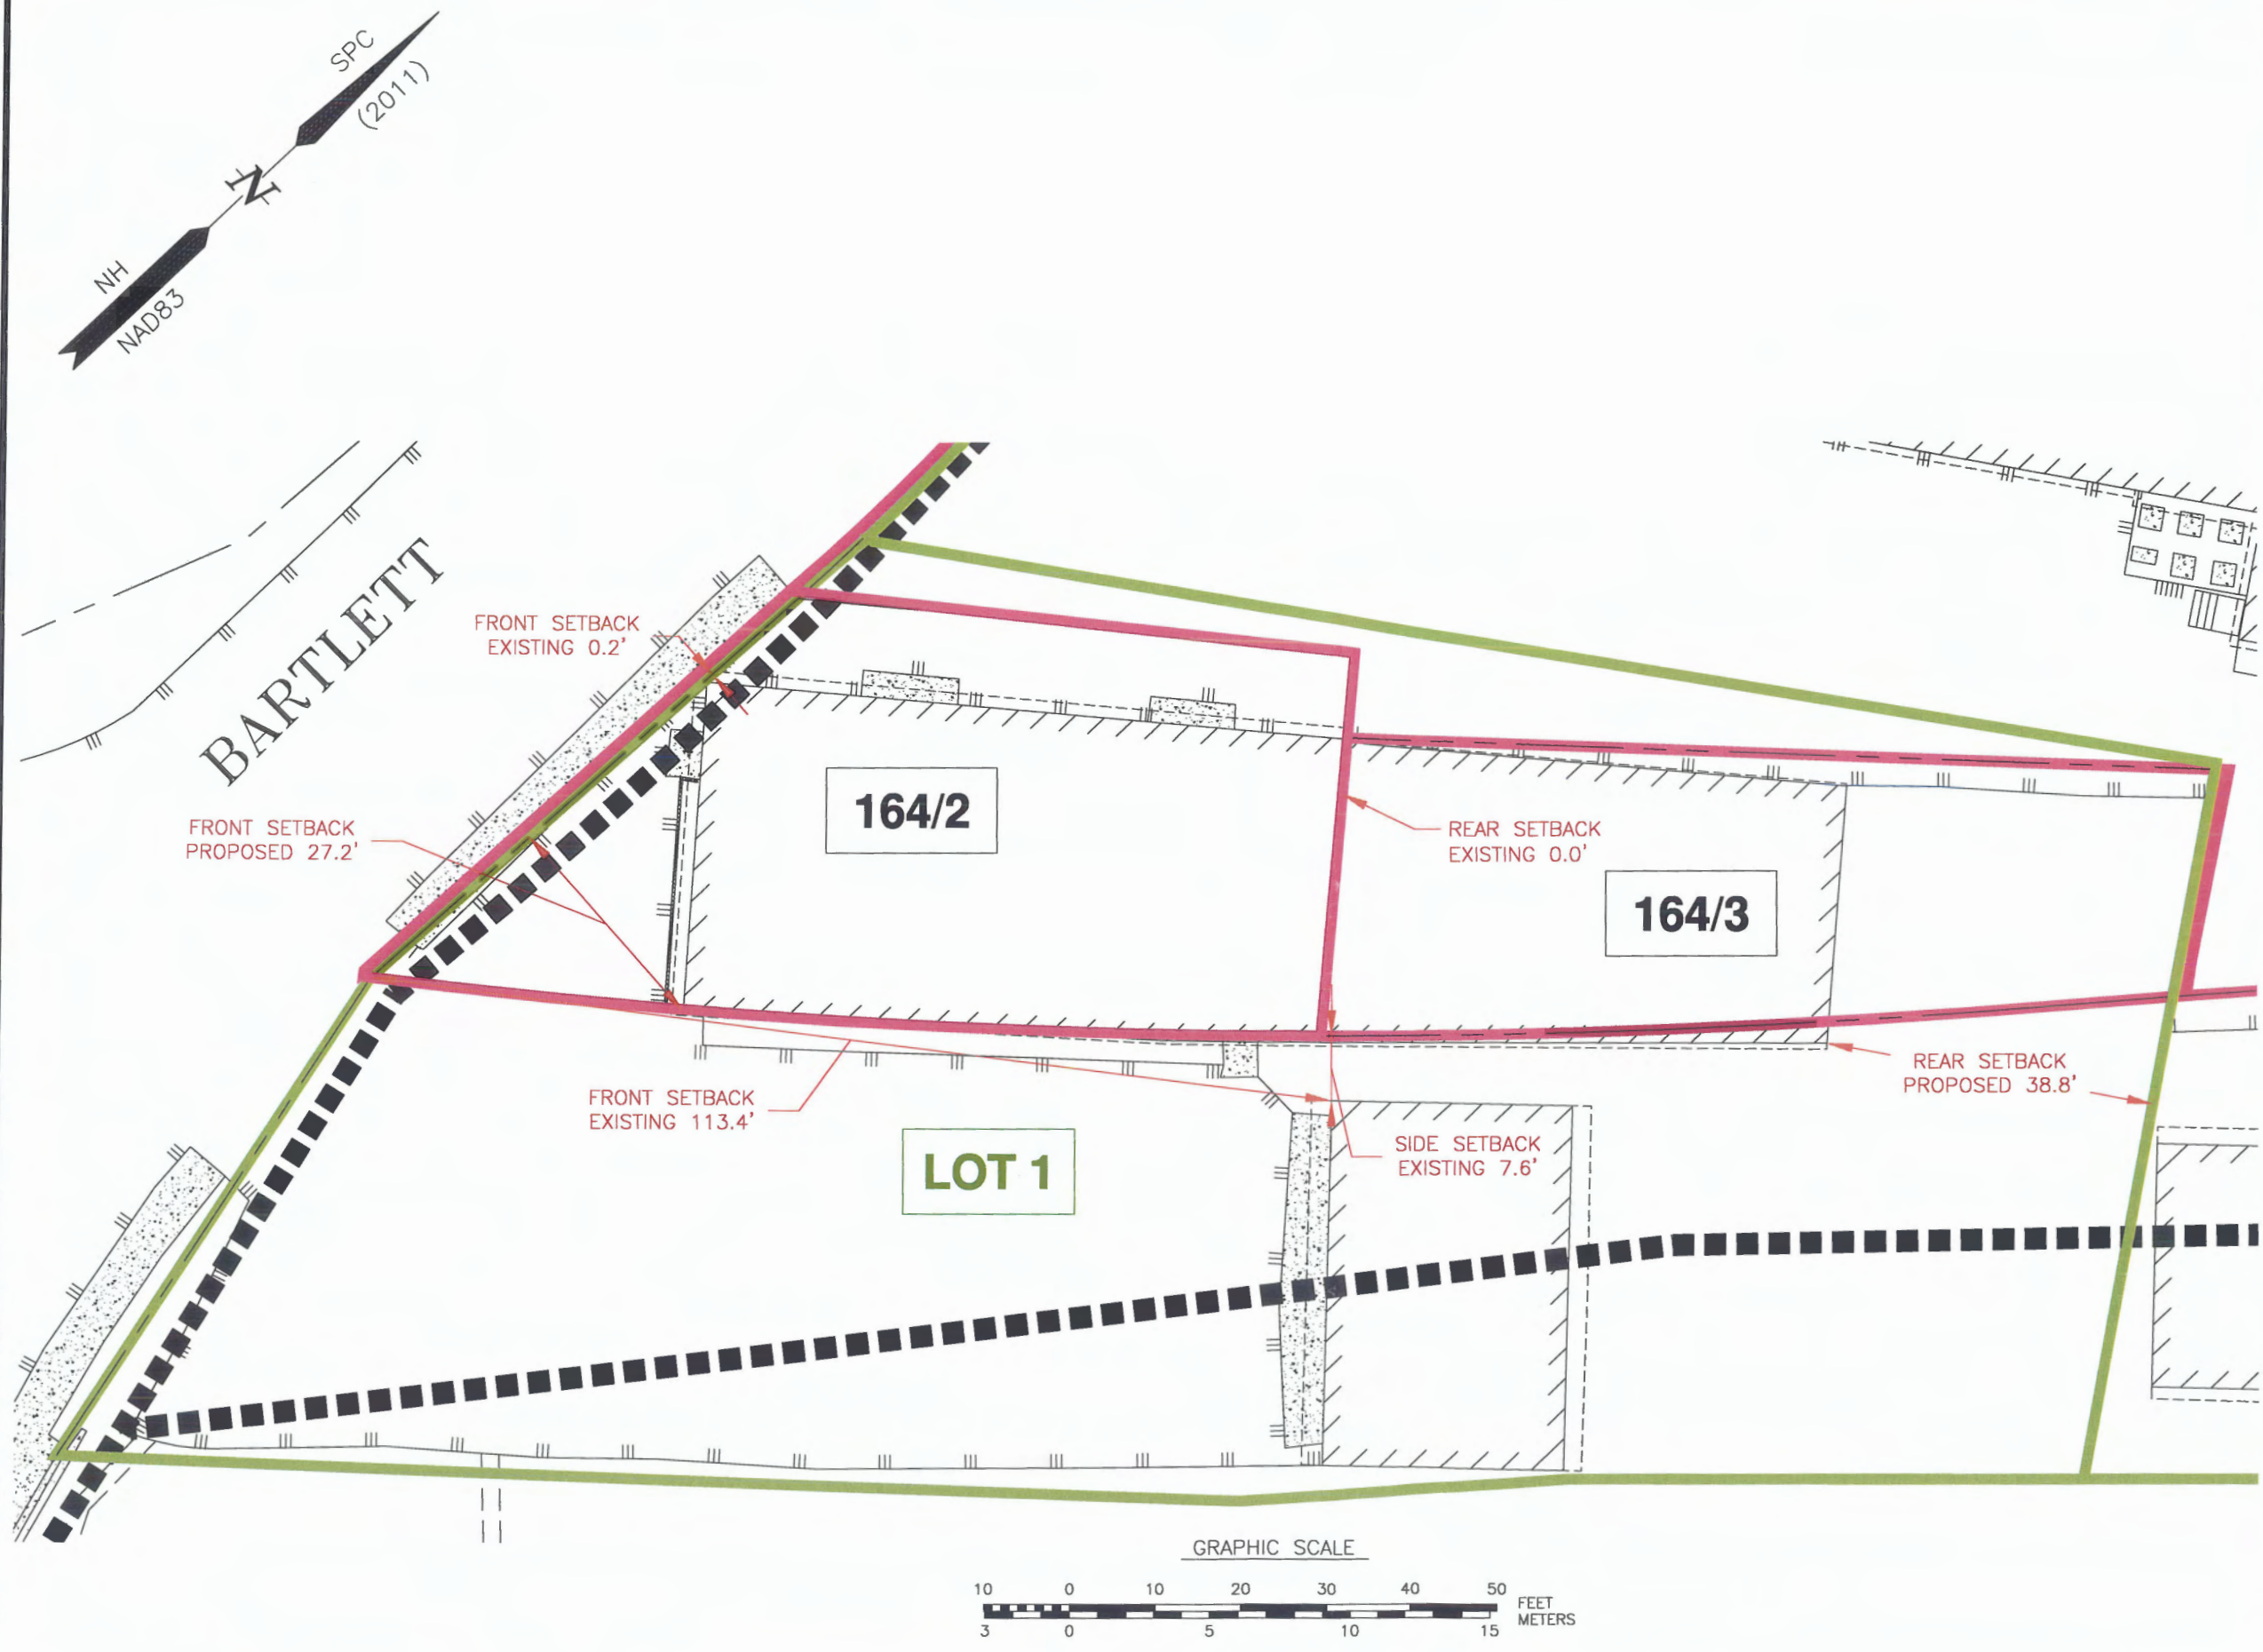 SPC
(2011)
N
NH
NAD83
BARTLETT
FRONT SETBACK
EXISTING 0.2'
FRONT SETBACK
PROPOSED 27.2'
164/2
REAR SETBACK
EXISTING 0.0'
164/3
FRONT SETBACK
EXISTING 113.4'
REAR SETBACK
PROPOSED 38.8'
LOT 1
SIDE SETBACK
EXISTING 7.6'
GRAPHIC SCALE
10 0 10 20 30 40 50 FEET
METERS
3 0 5 10 15